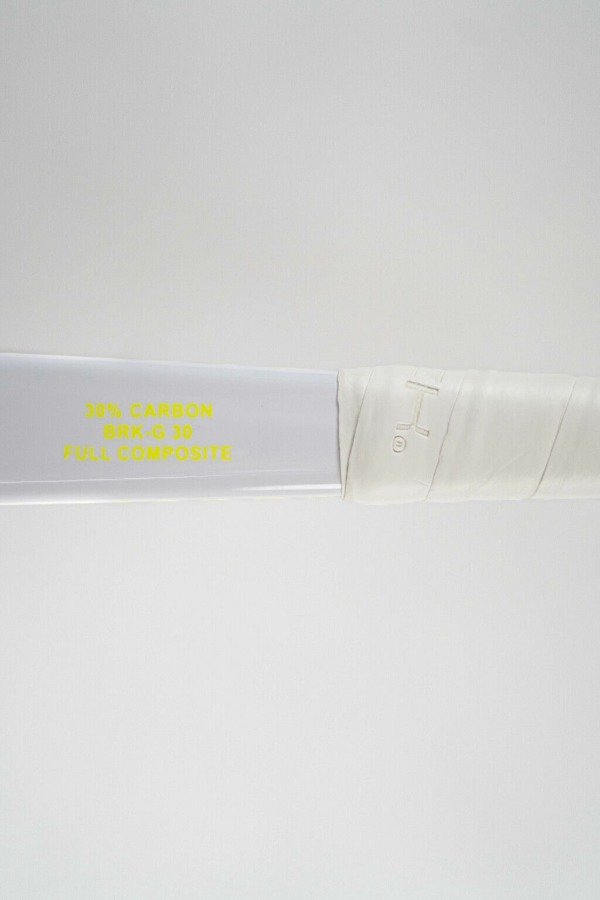 30% CARBON
BRK-G 30
FULL COMPOSITE